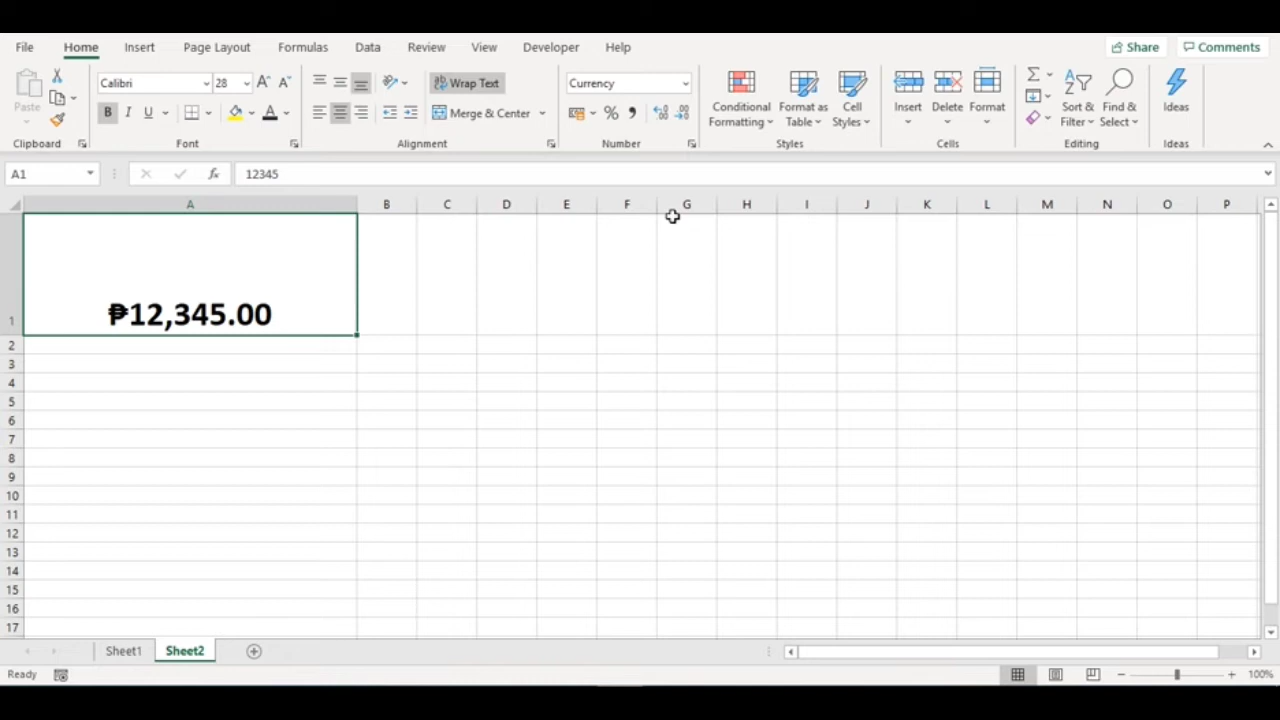 File Home Insert Page Layout Formulas Data Review View Developer Help Share Comments
Paste Calibri 28 A A Wrap Text Currency Conditional Formatting Format as Table Cell Styles Insert Delete Format Sort & Filter Find & Select Ideas
B I U A Merge & Center % ,
Clipboard Font Alignment Number Styles Cells Editing Ideas
A1 fx 12345
A B C D E F G H I J K L M N O P
1 ₱12,345.00
2
3
4
5
6
7
8
9
10
11
12
13
14
15
16
17
Sheet1 Sheet2
Ready 100%